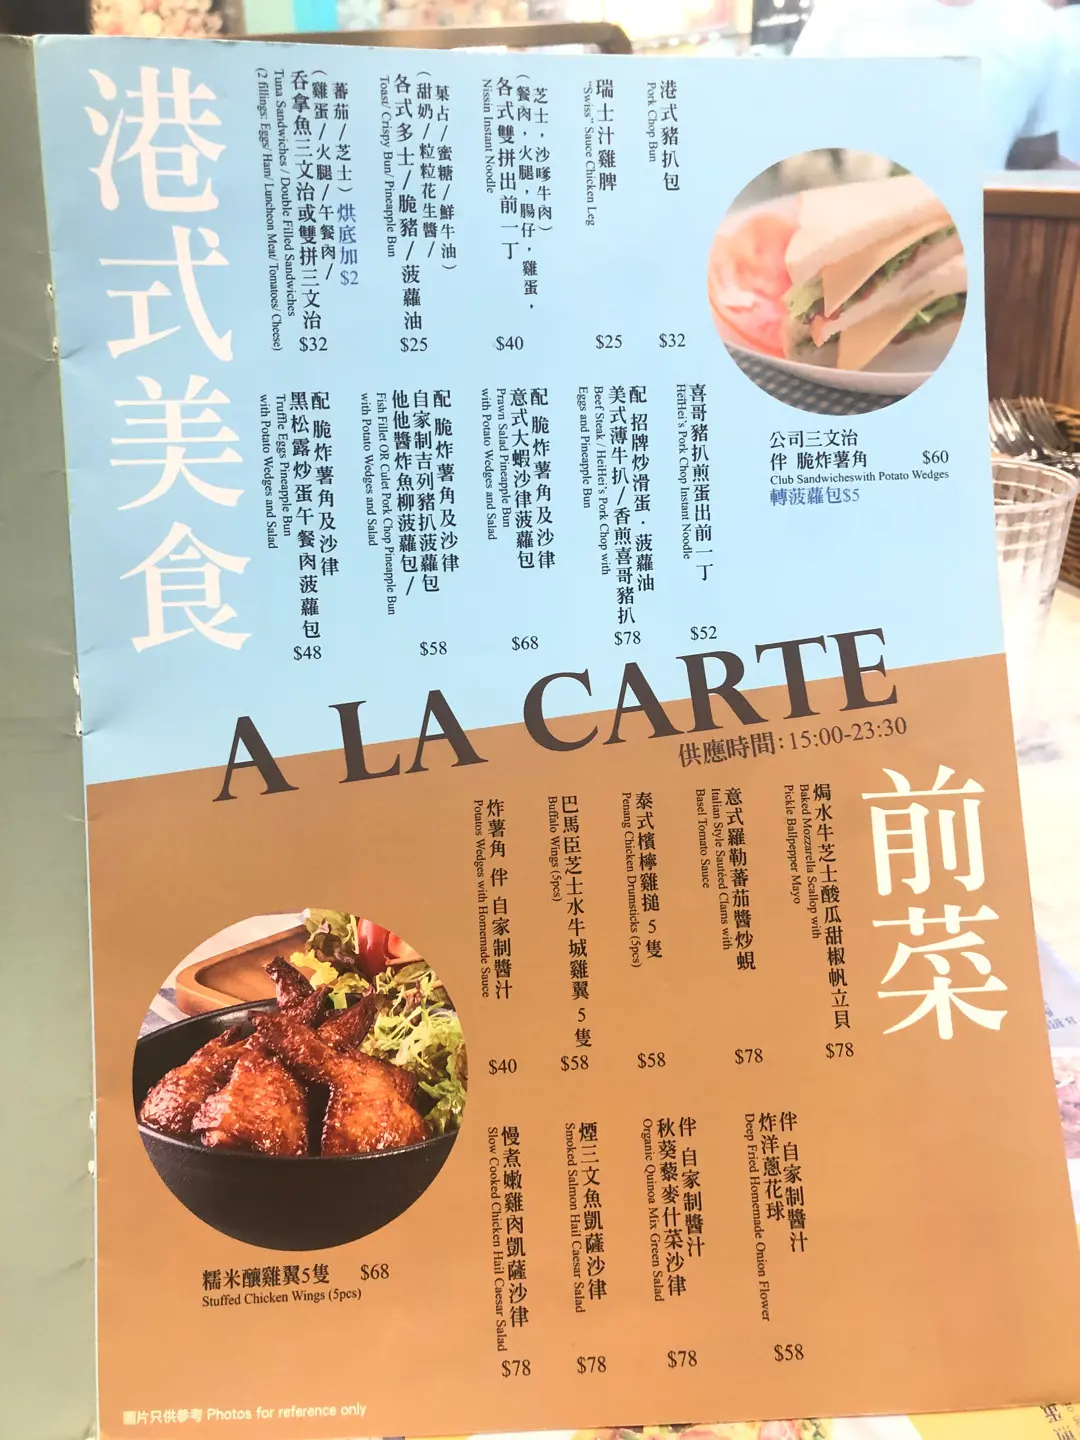 港式美食
港式豬扒包
Pork Chop Bun
$32
瑞士汁雞脾
"Swiss" Sauce Chicken Leg
$25
芝士，沙嗲牛肉）
（餐肉，火腿，腸仔，雞蛋，
各式雙拼出前一丁
Nissin Instant Noodle
$40
菓占/蜜糖/鮮牛油）
（甜奶/粒粒花生醬/
各式多士/脆豬/菠蘿油
Toast/ Crispy Bun/ Pineapple Bun
$25
蕃茄/芝士）烘底加$2
（雞蛋/火腿/午餐肉/
吞拿魚三文治或雙拼三文治
Tuna Sandwiches / Double Filled Sandwiches
(2 fillings: Eggs/ Ham/ Luncheon Meat/ Tomatoes/ Cheese)
$32
公司三文治
伴 脆炸薯角 $60
Club Sandwicheswith Potato Wedges
轉菠蘿包$5
喜哥豬扒煎蛋出前一丁
HeiHei's Pork Chop Instant Noodle
$52
配 招牌炒滑蛋．菠蘿油
美式薄牛扒/香煎喜哥豬扒
Beef Steak / HeiHei's Pork Chop with
Eggs and Pineapple Bun
$78
配 脆炸薯角及沙律
意式大蝦沙律菠蘿包
Prawn Salad Pineapple Bun
with Potato Wedges and Salad
$68
配 脆炸薯角及沙律
自家制吉列豬扒菠蘿包
他他醬炸魚柳菠蘿包/
Fish Fillet OR Culet Pork Chop Pineapple Bun
with Potato Wedges and Salad
$58
配 脆炸薯角及沙律
黑松露炒蛋午餐肉菠蘿包
Truffle Eggs Pineapple Bun
with Potato Wedges and Salad
$48
A LA CARTE
供應時間：15:00-23:30
前菜
焗水牛芝士酸瓜甜椒帆立貝
Baked Mozzarella Scallop with
Pickle Ballpepper Mayo
$78
意式羅勒蕃茄醬炒蜆
Italian Style Sautéed Clams with
Basel Tomato Sauce
$78
泰式檳檸雞搥 5 隻
Penang Chicken Drumsticks (5pcs)
$58
巴馬臣芝士水牛城雞翼 5 隻
Buffalo Wings (5pcs)
$58
炸薯角 伴 自家制醬汁
Potatos Wedges with Homemade Sauce
$40
伴 自家制醬汁
炸洋蔥花球
Deep Fried Homemade Onion Flower
$58
伴 自家制醬汁
秋葵藜麥什菜沙律
Organic Quinoa Mix Green Salad
$78
煙三文魚凱薩沙律
Smoked Salmon Hail Caesar Salad
$78
慢煮嫩雞肉凱薩沙律
Slow Cooked Chicken Hail Caesar Salad
$78
糯米釀雞翼5隻 $68
Stuffed Chicken Wings (5pcs)
圖片只供參考 Photos for reference only